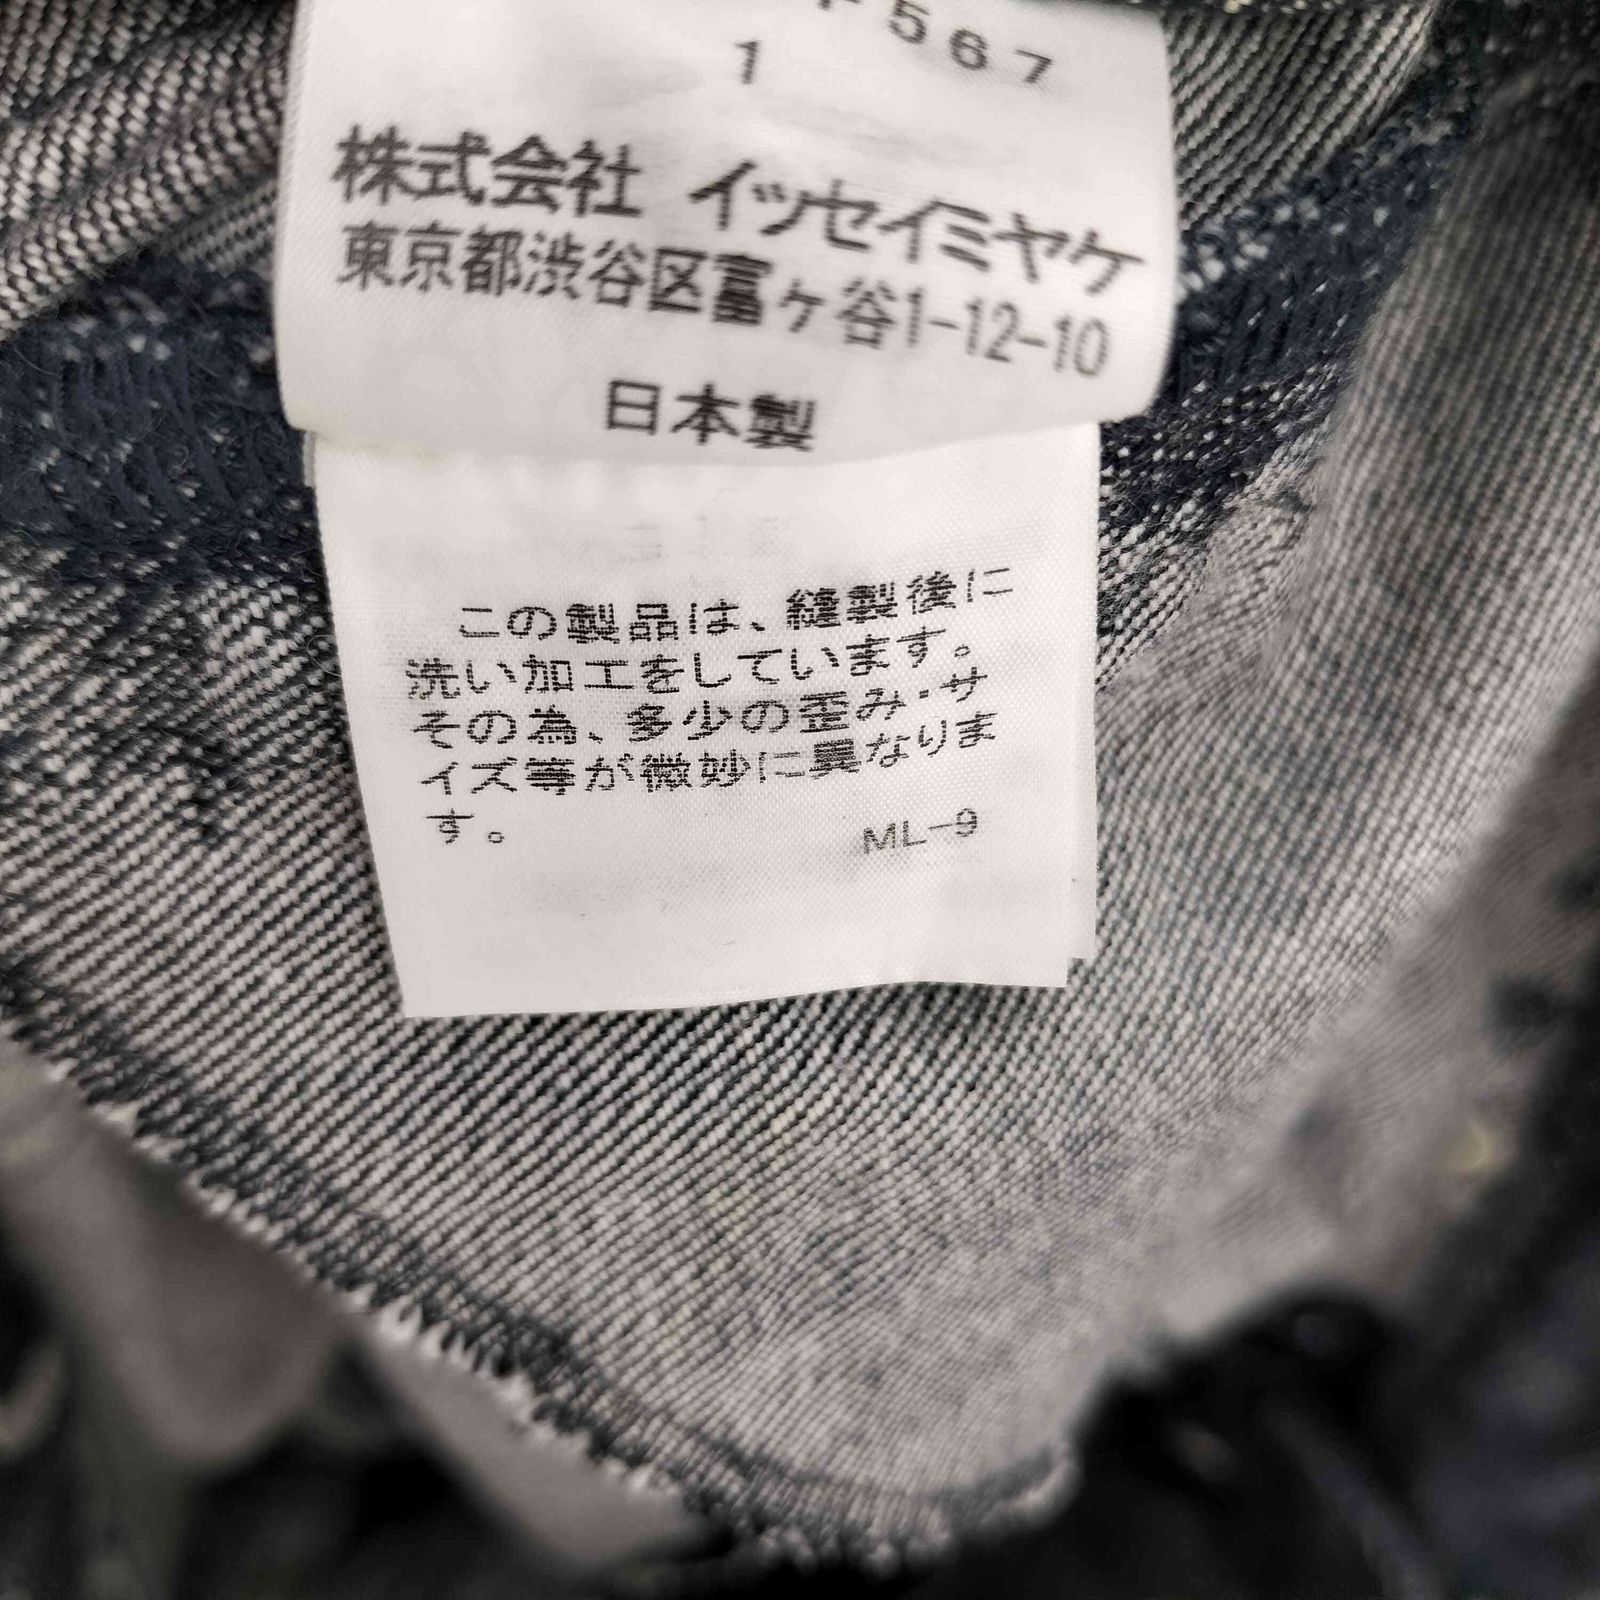 567
1
株式会社 イッセイミヤケ
東京都渋谷区富ヶ谷1-12-10
日本製
この製品は、縫製後に
洗い加工をしています。
その為、多少の歪み・サ
イズ等が微妙に異なりま
す。
ML-9